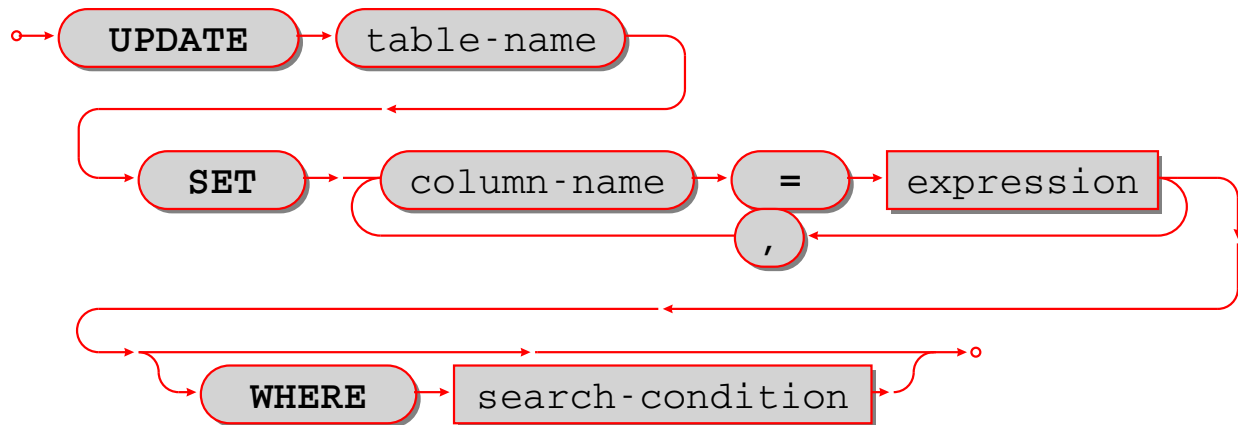 UPDATE table-name
SET column-name = expression
,
WHERE search-condition